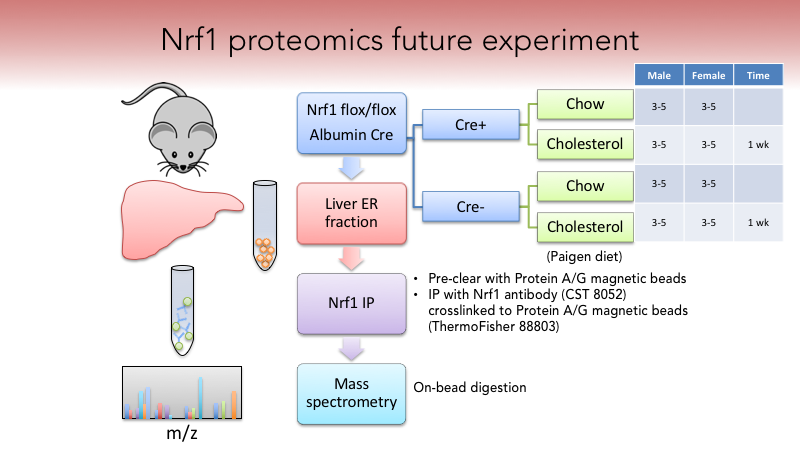 Nrf1 proteomics future experiment
Male Female Time
Nrf1 flox/flox
Albumin Cre
Cre+
Chow
3-5 3-5
Cholesterol
3-5 3-5 1 wk
Cre-
Chow
3-5 3-5
Cholesterol
3-5 3-5 1 wk
(Paigen diet)
Liver ER
fraction
Nrf1 IP
• Pre-clear with Protein A/G magnetic beads
• IP with Nrf1 antibody (CST 8052)
crosslinked to Protein A/G magnetic beads
(ThermoFisher 88803)
Mass
spectrometry
On-bead digestion
m/z